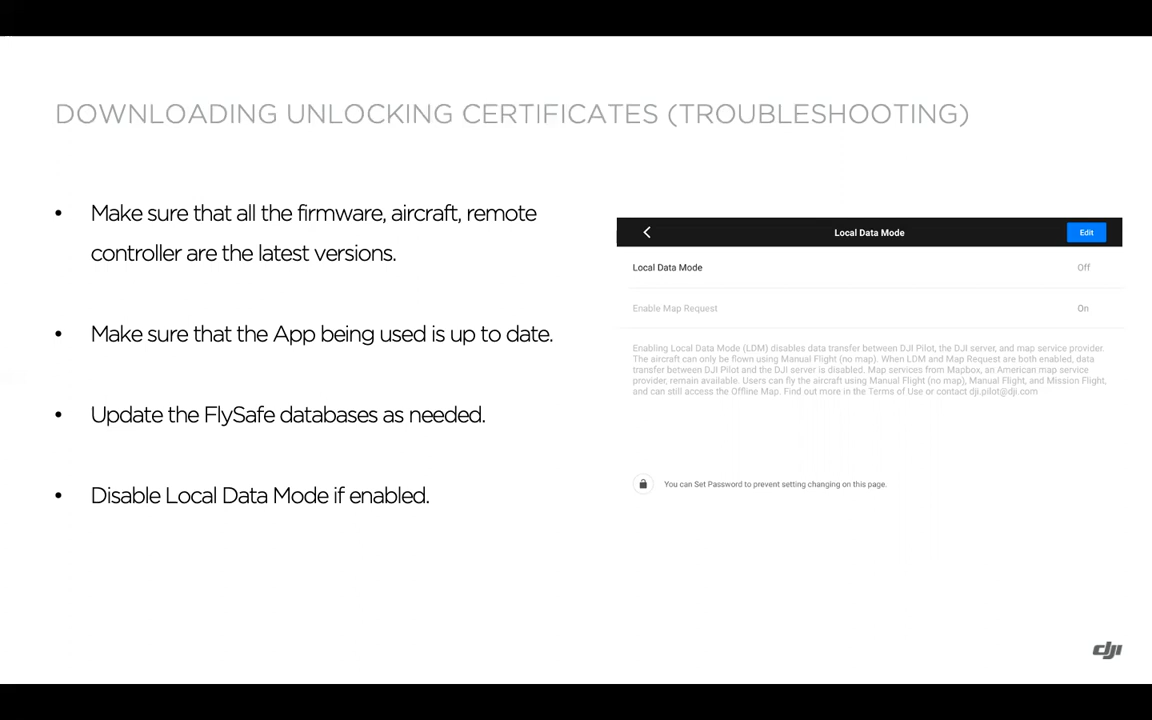 DOWNLOADING UNLOCKING CERTIFICATES (TROUBLESHOOTING)
• Make sure that all the firmware, aircraft, remote
controller are the latest versions.
• Make sure that the App being used is up to date.
• Update the FlySafe databases as needed.
• Disable Local Data Mode if enabled.
Local Data Mode
Edit
Local Data Mode Off
Enable Map Request On
Enabling Local Data Mode (LDM) disables data transfer between DJI Pilot, the DJI server, and map service provider.
The aircraft can only be flown using Manual Flight (no map). When LDM and Map Request are both enabled, data
transfer between DJI Pilot and the DJI server is disabled. Map services from Mapbox, an American map service
provider, remain available. Users can fly the aircraft using Manual Flight (no map), Manual Flight, and Mission Flight,
and can still access the Offline Map. Find out more in the Terms of Use or contact dji.pilot@dji.com
You can Set Password to prevent setting changing on this page.
dji